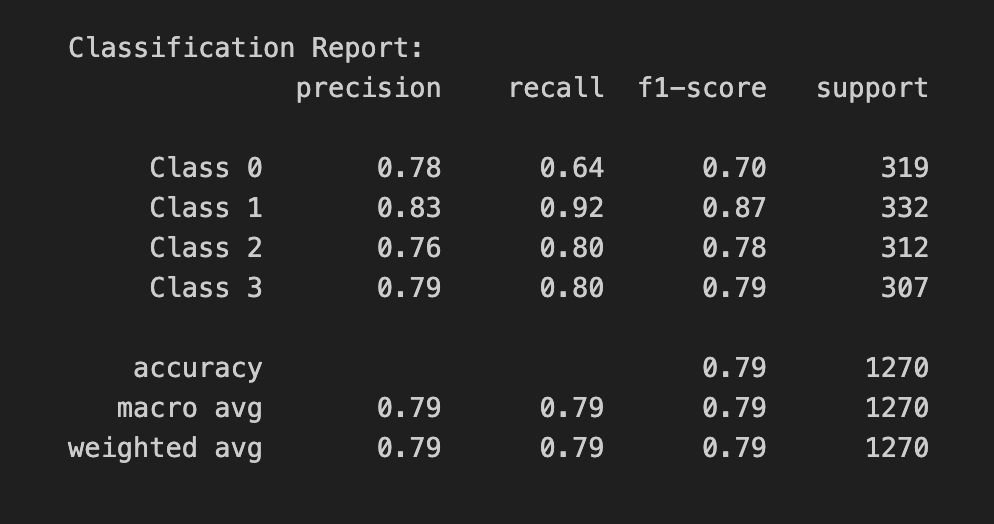 Classification Report:
precision recall f1-score support
Class 0 0.78 0.64 0.70 319
Class 1 0.83 0.92 0.87 332
Class 2 0.76 0.80 0.78 312
Class 3 0.79 0.80 0.79 307
accuracy 0.79 1270
macro avg 0.79 0.79 0.79 1270
weighted avg 0.79 0.79 0.79 1270